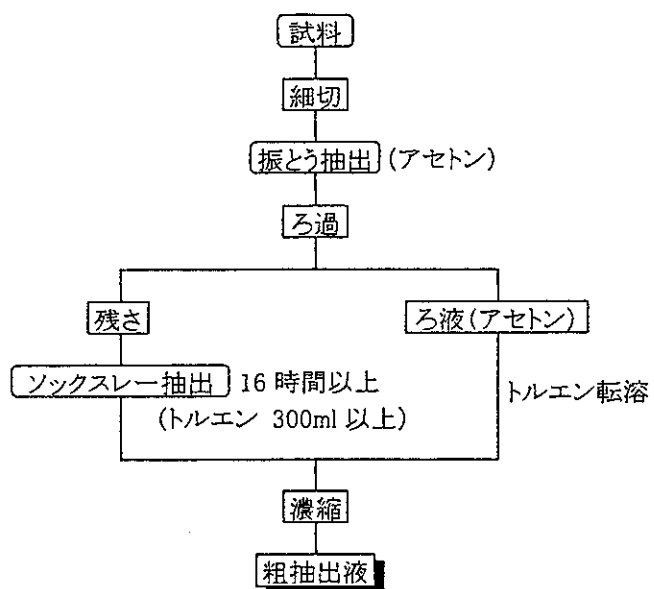 試料
細切
振とう抽出 (アセトン)
ろ過
残さ
ろ液(アセトン)
ソックスレー抽出 16 時間以上
(トルエン 300ml 以上)
トルエン転溶
濃縮
粗抽出液